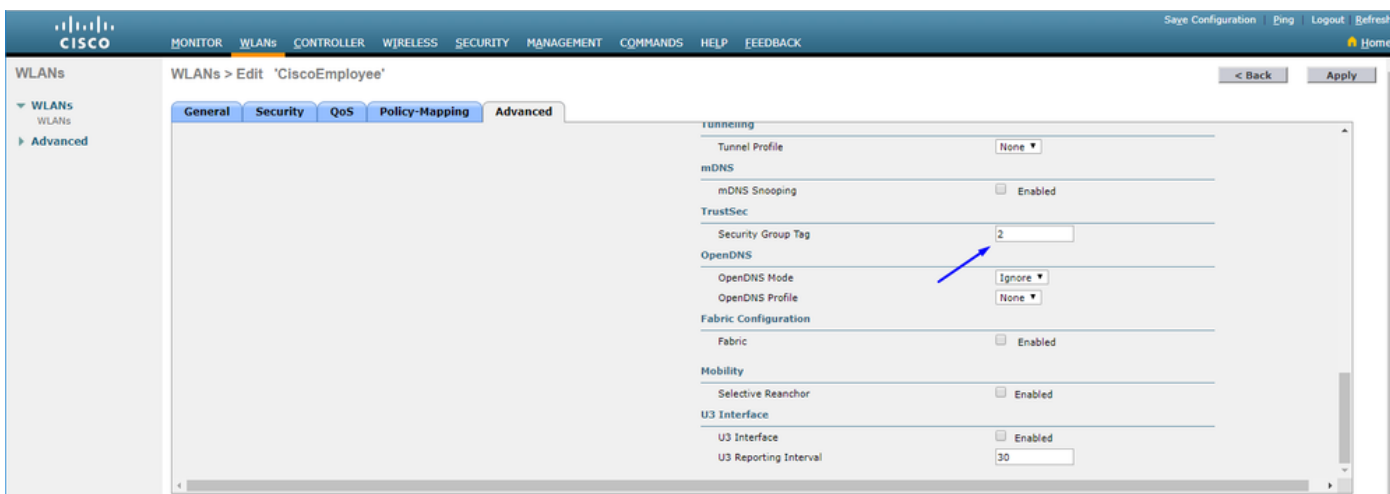 Save Configuration | Ping | Logout | Refresh
CISCO MONITOR WLANs CONTROLLER WIRELESS SECURITY MANAGEMENT COMMANDS HELP FEEDBACK Home
WLANs WLANs > Edit 'CiscoEmployee' < Back Apply
WLANs
WLANs
Advanced
General Security QoS Policy-Mapping Advanced
Tunneling
Tunnel Profile None
mDNS
mDNS Snooping Enabled
TrustSec
Security Group Tag 2
OpenDNS
OpenDNS Mode Ignore
OpenDNS Profile None
Fabric Configuration
Fabric Enabled
Mobility
Selective Reanchor Enabled
U3 Interface
U3 Interface Enabled
U3 Reporting Interval 30